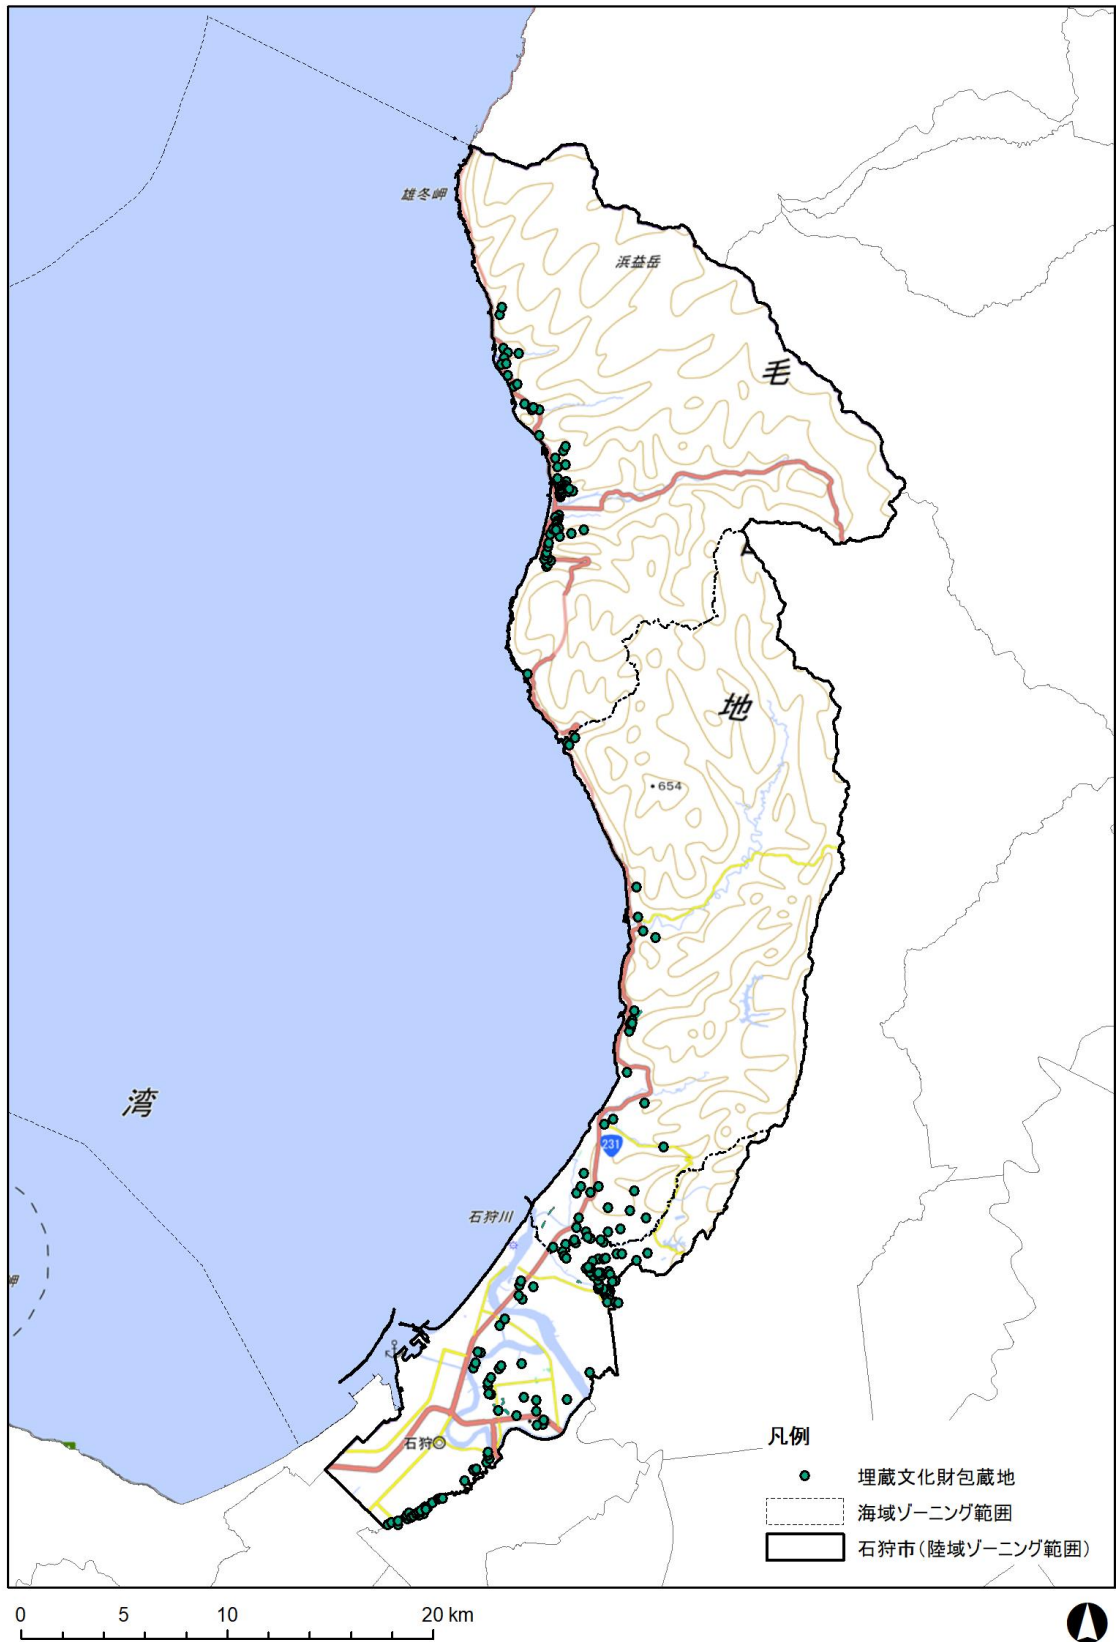 雄冬岬
浜益岳
毛
地
・654
湾
231
石狩川
岬
石狩◎
凡例
埋蔵文化財包蔵地
海域ゾーニング範囲
石狩市（陸域ゾーニング範囲）
0 5 10 20 km